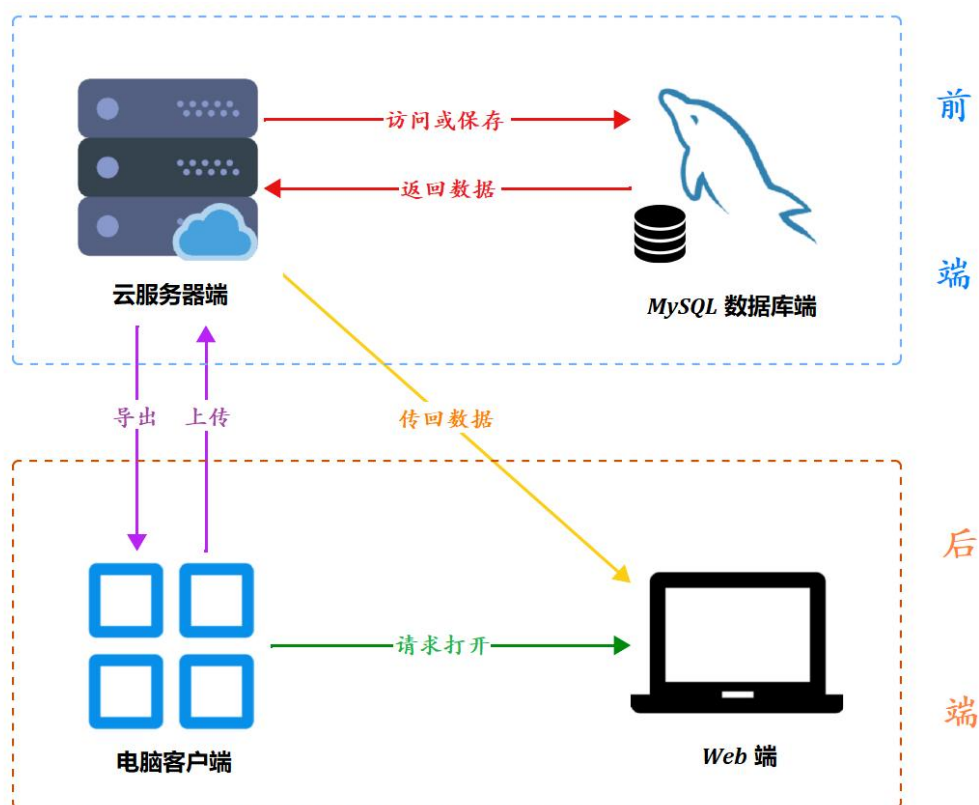 访问或保存
返回数据
前端
云服务器端
MySQL 数据库端
导出
上传
传回数据
请求打开
后端
电脑客户端
Web 端